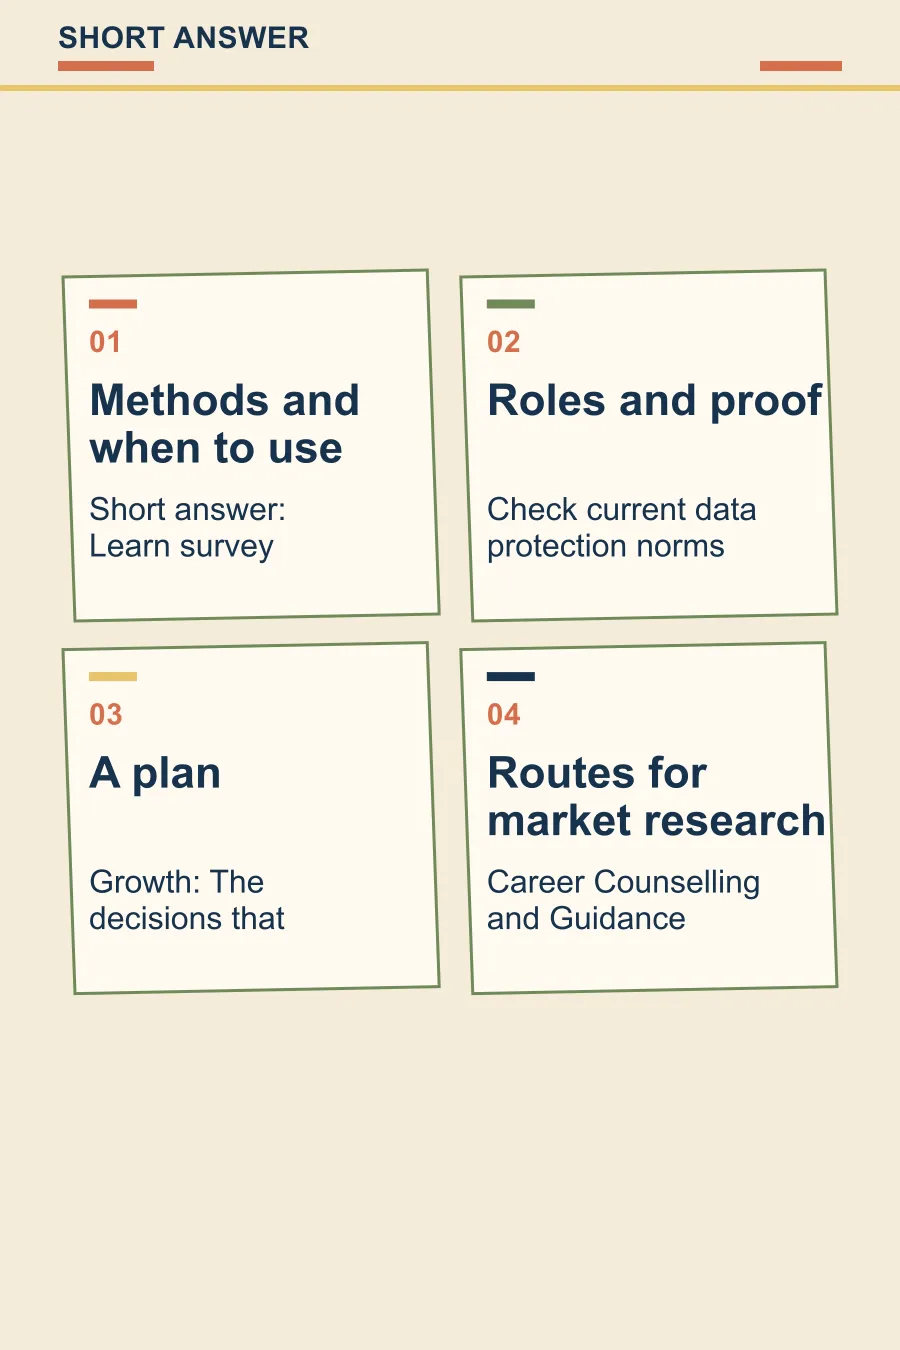 SHORT ANSWER
01
Methods and
when to use
Short answer:
Learn survey
02
Roles and proof
Check current data
protection norms
03
A plan
Growth: The
decisions that
04
Routes for
market research
Career Counselling
and Guidance